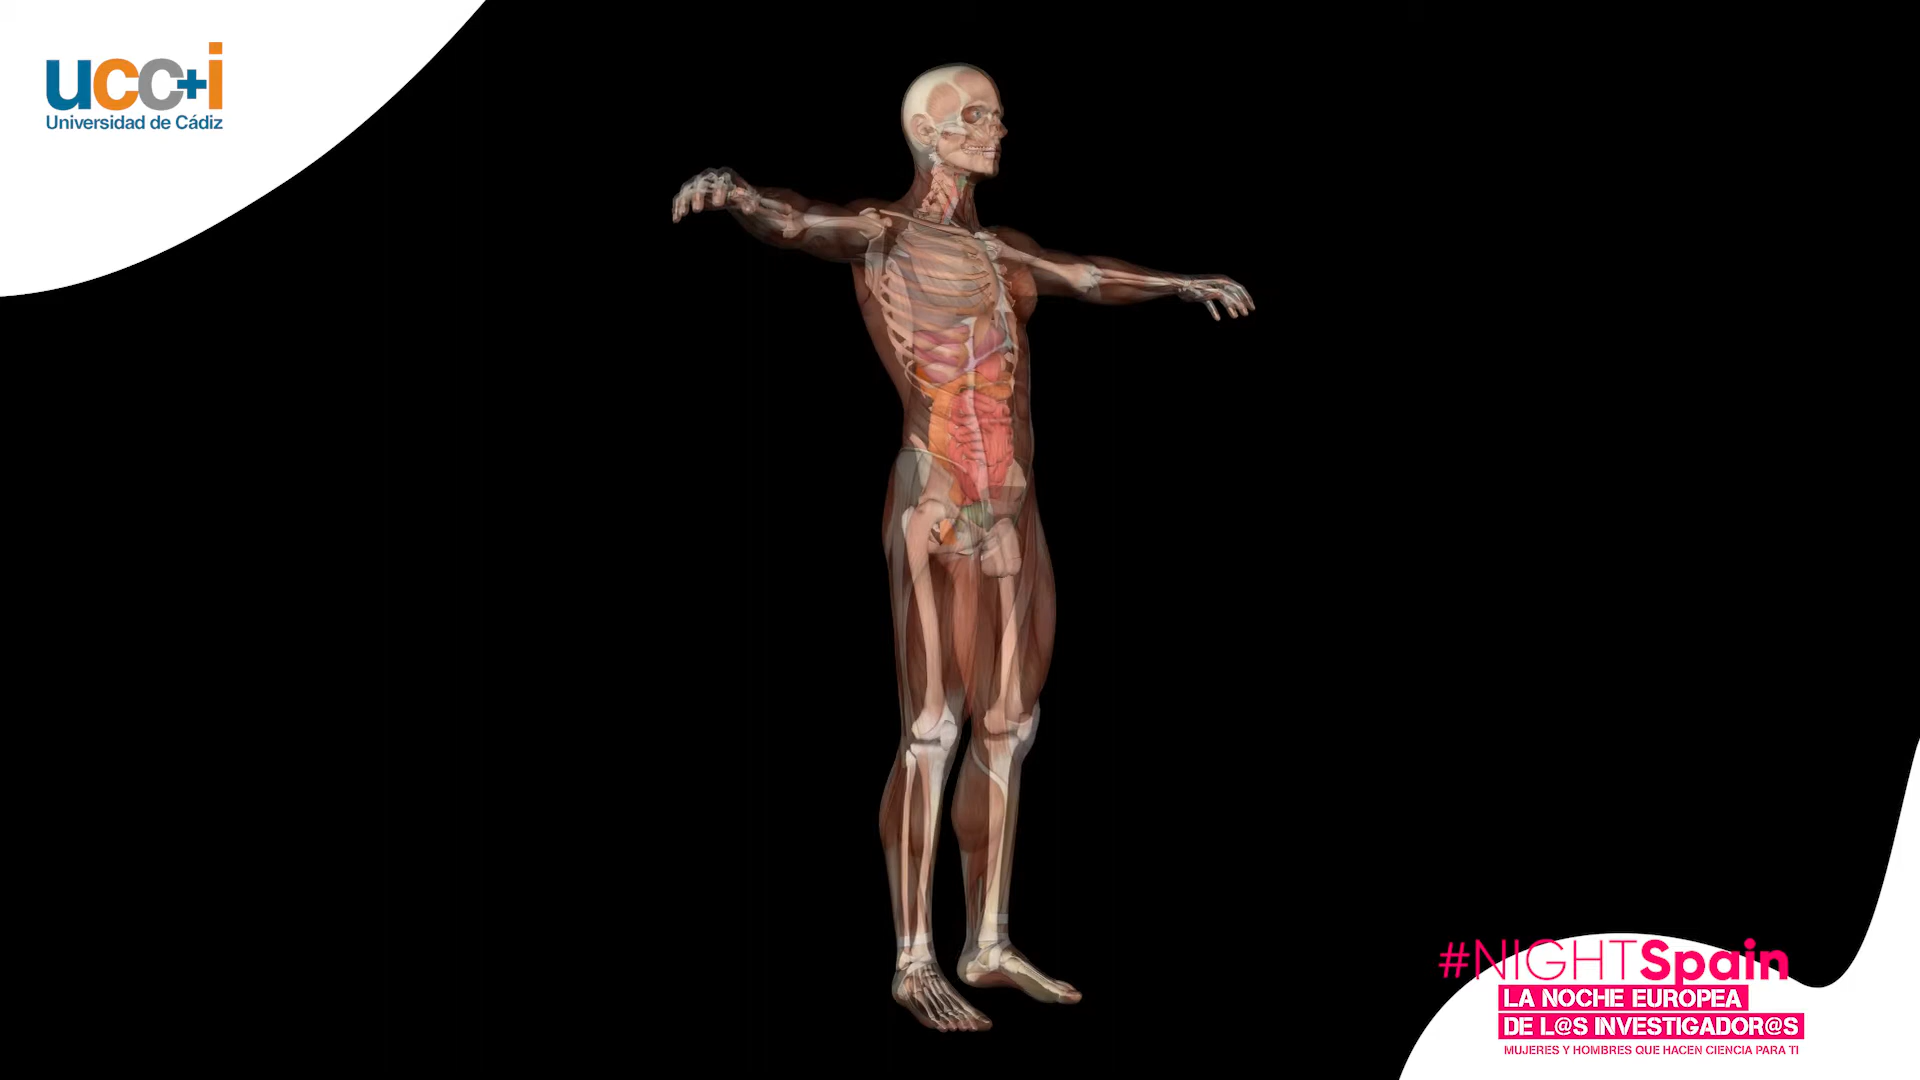 ucc+i
Universidad de Cádiz
#NIGHTSpain
LA NOCHE EUROPEA
DE L@S INVESTIGADOR@S
MUJERES Y HOMBRES QUE HACEN CIENCIA PARA TI